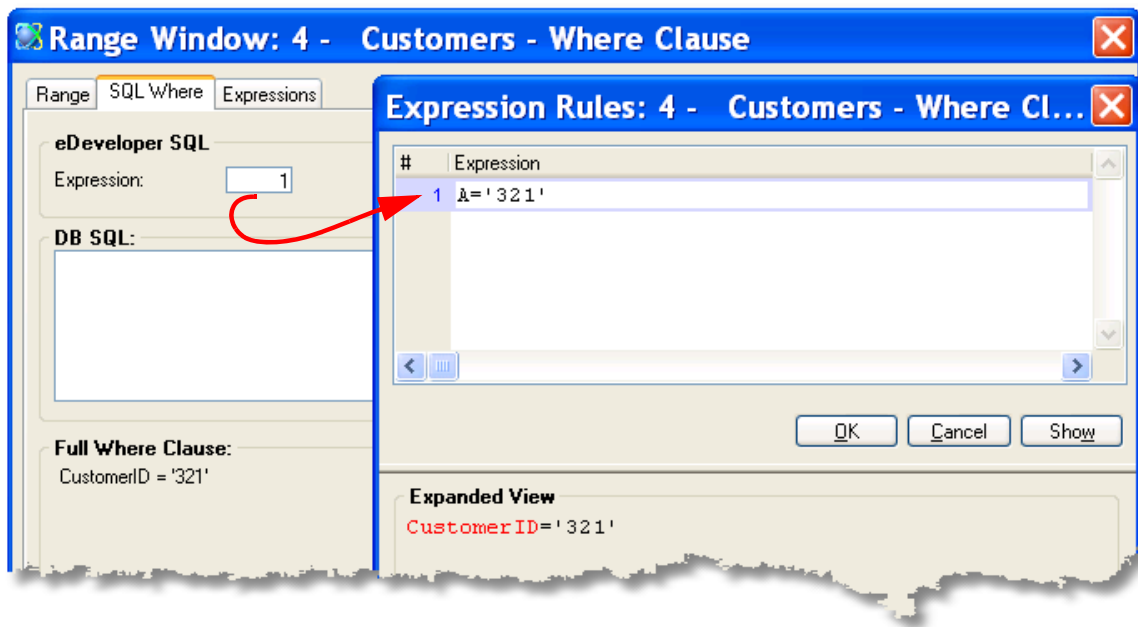 Range Window: 4 - Customers - Where Clause
Range SQL Where Expressions
eDeveloper SQL
Expression: 1
DB SQL:
Full Where Clause:
CustomerID = '321'
Expression Rules: 4 - Customers - Where Cl...
# Expression
1 A='321'
OK Cancel Show
Expanded View
CustomerID='321'